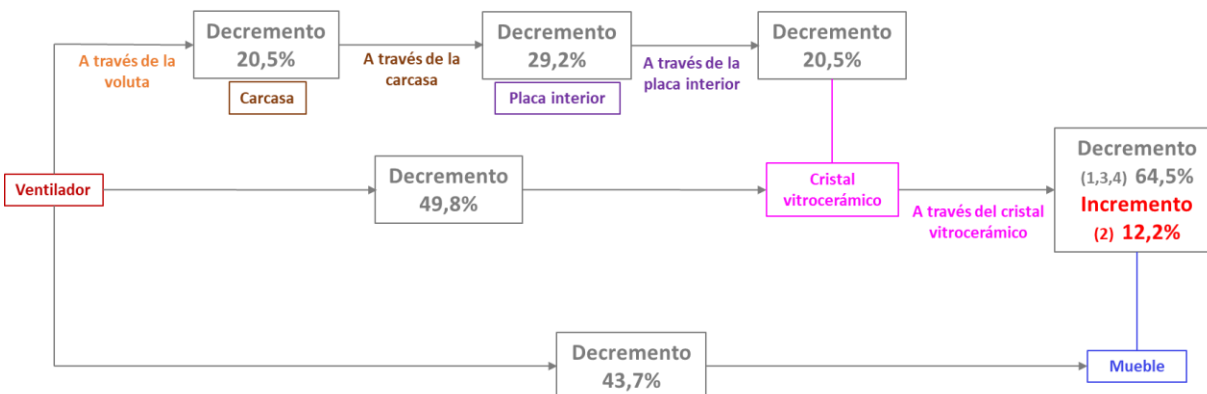 Decremento
20,5%
A través de la
voluta
Carcasa
A través de la
carcasa
Decremento
29,2%
Placa interior
A través de la
placa interior
Decremento
20,5%
Ventilador
Decremento
49,8%
Cristal
vitrocerámico
A través del cristal
vitrocerámico
Decremento
(1,3,4) 64,5%
Incremento
(2) 12,2%
Decremento
43,7%
Mueble